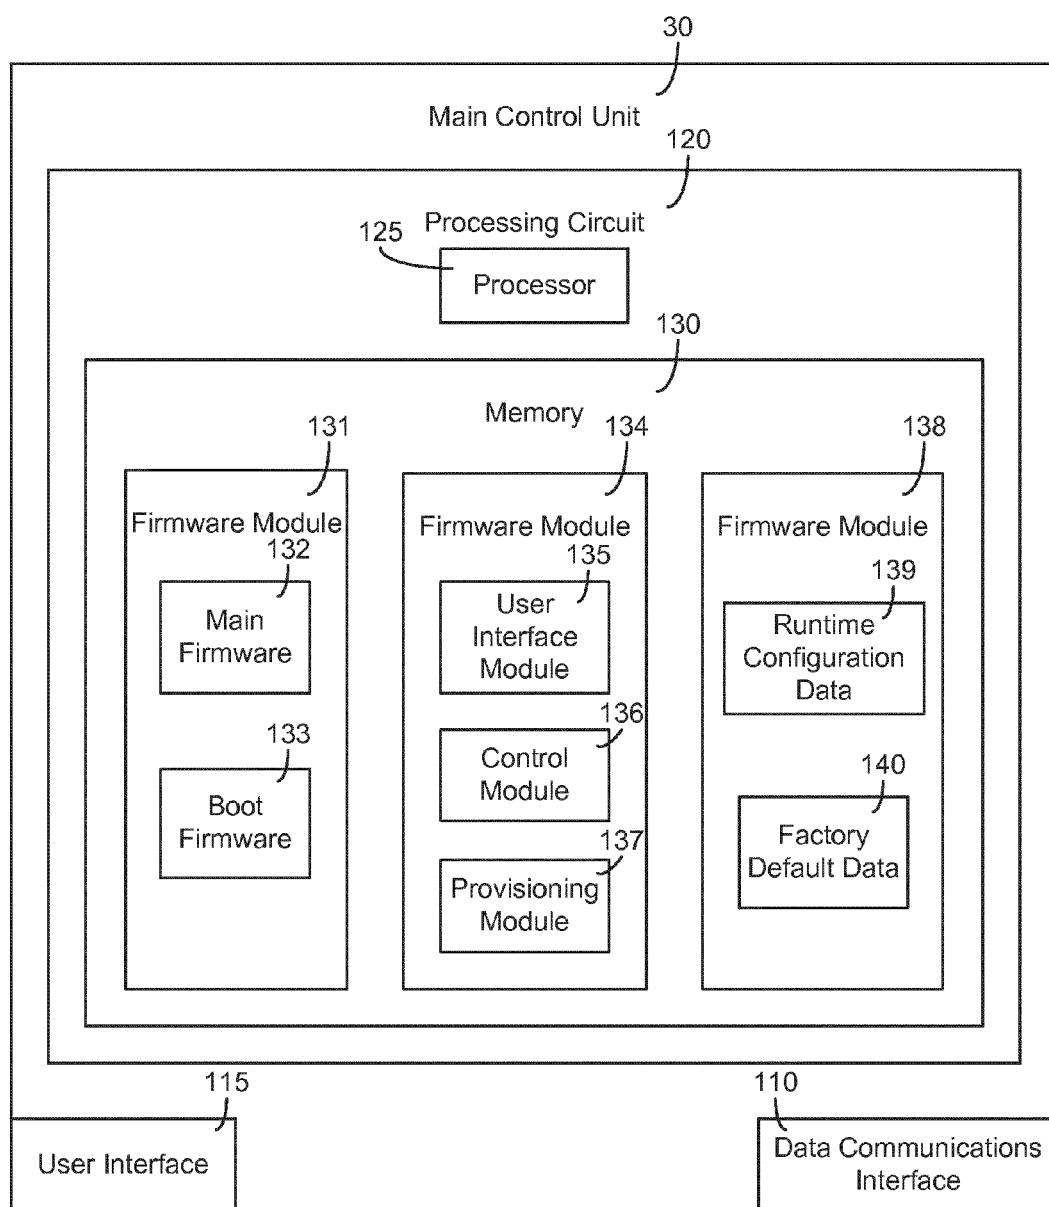 30
Main Control Unit
120
Processing Circuit
125
Processor
130
Memory
131
134
138
Firmware Module
Firmware Module
Firmware Module
132
135
139
Main
Firmware
User
Interface
Module
Runtime
Configuration
Data
133
136
140
Boot
Firmware
Control
Module
Factory
Default Data
137
Provisioning
Module
115
110
User Interface
Data Communications
Interface